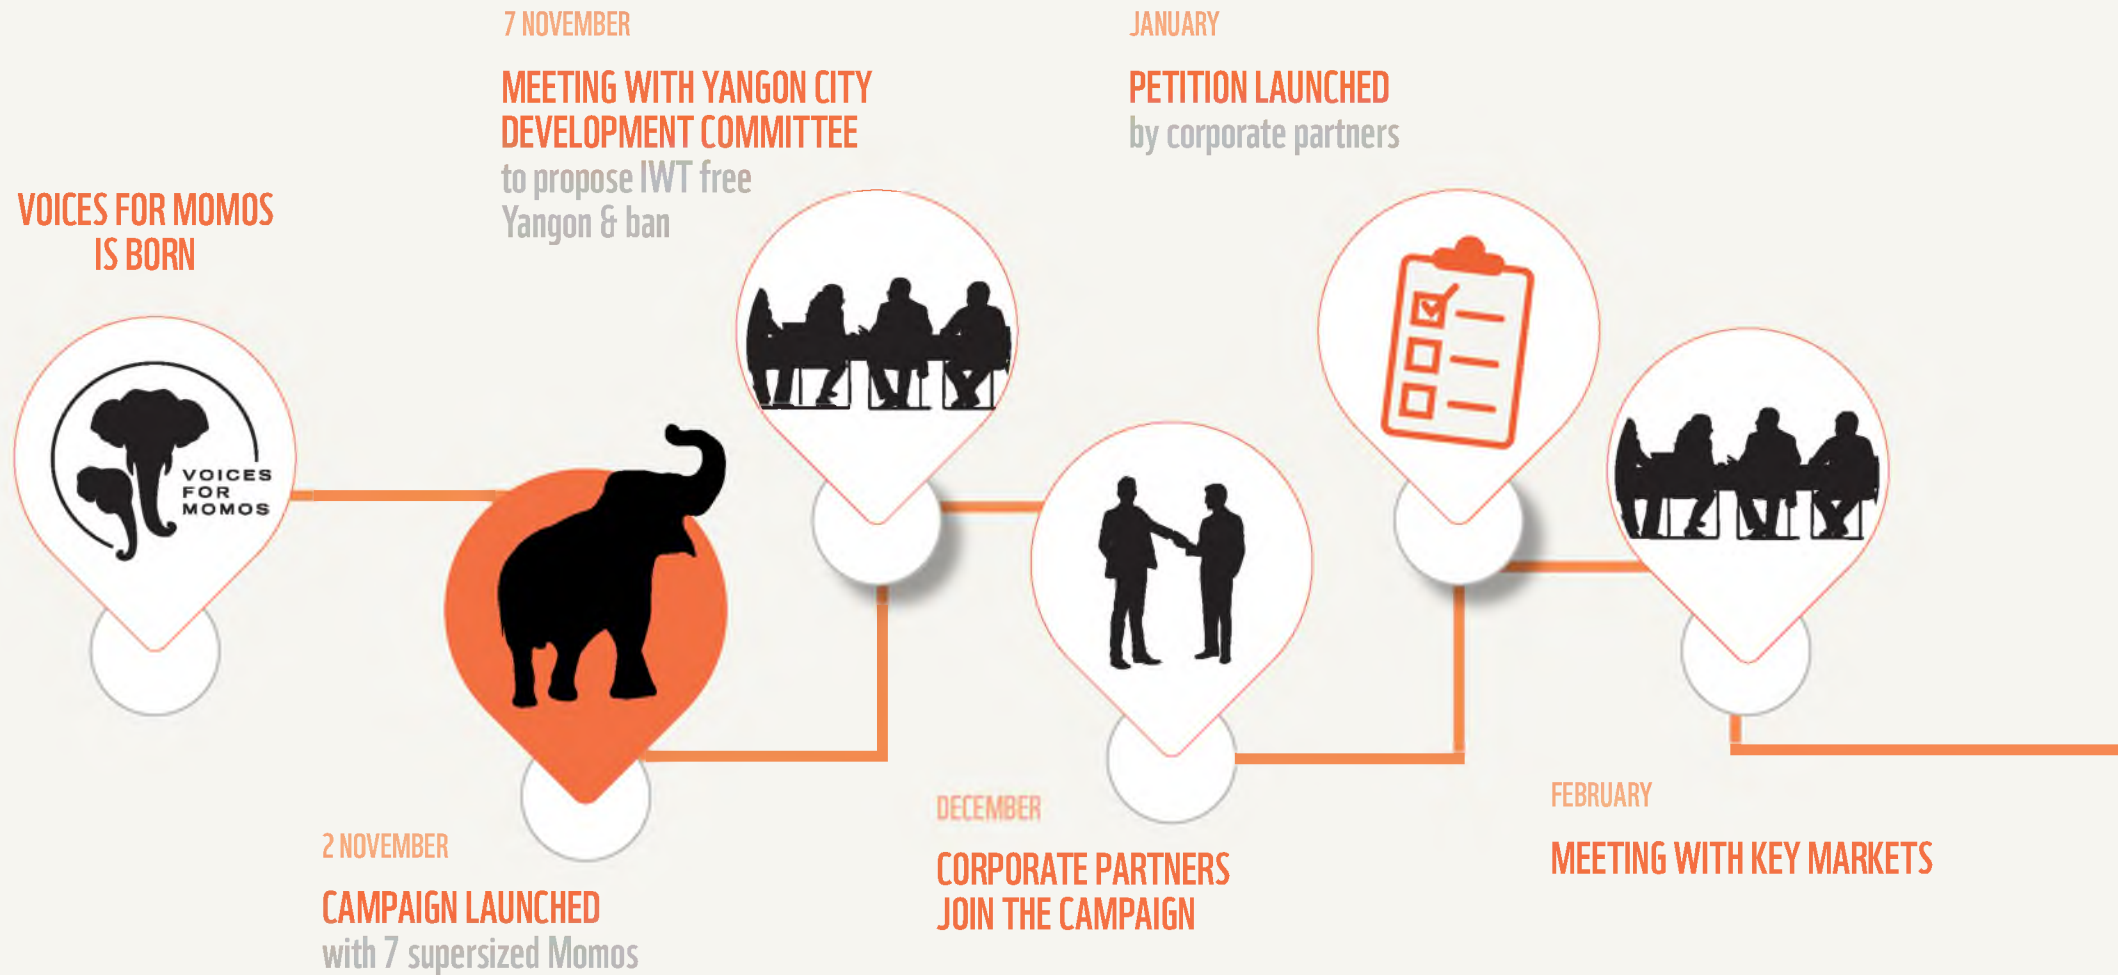 VOICES FOR MOMOS
IS BORN
VOICES
FOR
MOMOS
2 NOVEMBER
CAMPAIGN LAUNCHED
with 7 supersized Momos
7 NOVEMBER
MEETING WITH YANGON CITY
DEVELOPMENT COMMITTEE
to propose IWT free
Yangon & ban
DECEMBER
CORPORATE PARTNERS
JOIN THE CAMPAIGN
JANUARY
PETITION LAUNCHED
by corporate partners
FEBRUARY
MEETING WITH KEY MARKETS